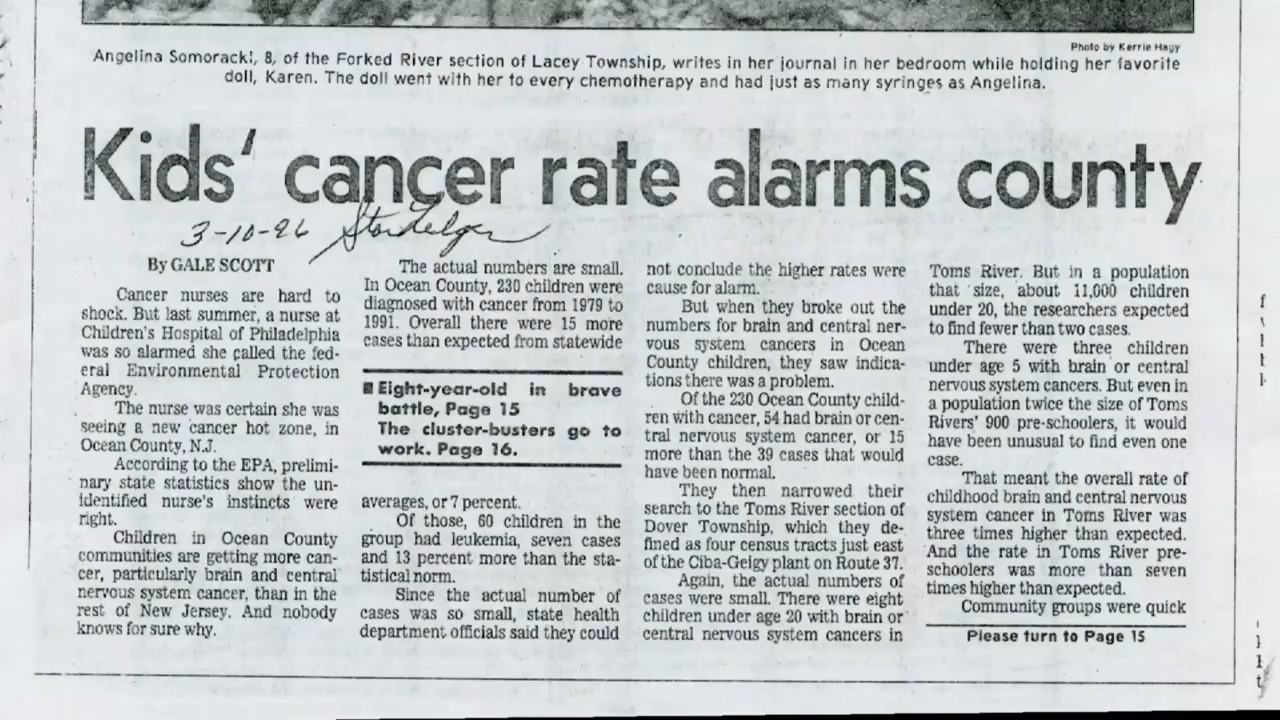 Photo by Kerrie Hagy
Angelina Somoracki, 8, of the Forked River section of Lacey Township, writes in her journal in her bedroom while holding her favorite
doll, Karen. The doll went with her to every chemotherapy and had just as many syringes as Angelina.
Kids' cancer rate alarms county
3-10-96 Star Ledger
By GALE SCOTT
Cancer nurses are hard to
shock. But last summer, a nurse at
Children's Hospital of Philadelphia
was so alarmed she called the fed-
eral Environmental Protection
Agency.
The nurse was certain she was
seeing a new cancer hot zone, in
Ocean County, N.J.
According to the EPA, prelimi-
nary state statistics show the un-
identified nurse's instincts were
right.
Children in Ocean County
communities are getting more can-
cer, particularly brain and central
nervous system cancer, than in the
rest of New Jersey. And nobody
knows for sure why.
The actual numbers are small.
In Ocean County, 230 children were
diagnosed with cancer from 1979 to
1991. Overall there were 15 more
cases than expected from statewide
■ Eight-year-old in brave
battle, Page 15
The cluster-busters go to
work. Page 16.
averages, or 7 percent.
Of those, 60 children in the
group had leukemia, seven cases
and 13 percent more than the sta-
tistical norm.
Since the actual number of
cases was so small, state health
department officials said they could
not conclude the higher rates were
cause for alarm.
But when they broke out the
numbers for brain and central ner-
vous system cancers in Ocean
County children, they saw indica-
tions there was a problem.
Of the 230 Ocean County child-
ren with cancer, 54 had brain or cen-
tral nervous system cancer, or 15
more than the 39 cases that would
have been normal.
They then narrowed their
search to the Toms River section of
Dover Township, which they de-
fined as four census tracts just east
of the Ciba-Geigy plant on Route 37.
Again, the actual numbers of
cases were small. There were eight
children under age 20 with brain or
central nervous system cancers in
Toms River. But in a population
that size, about 11,000 children
under 20, the researchers expected
to find fewer than two cases.
There were three children
under age 5 with brain or central
nervous system cancers. But even in
a population twice the size of Toms
Rivers' 900 pre-schoolers, it would
have been unusual to find even one
case.
That meant the overall rate of
childhood brain and central nervous
system cancer in Toms River was
three times higher than expected.
And the rate in Toms River pre-
schoolers was more than seven
times higher than expected.
Community groups were quick
Please turn to Page 15